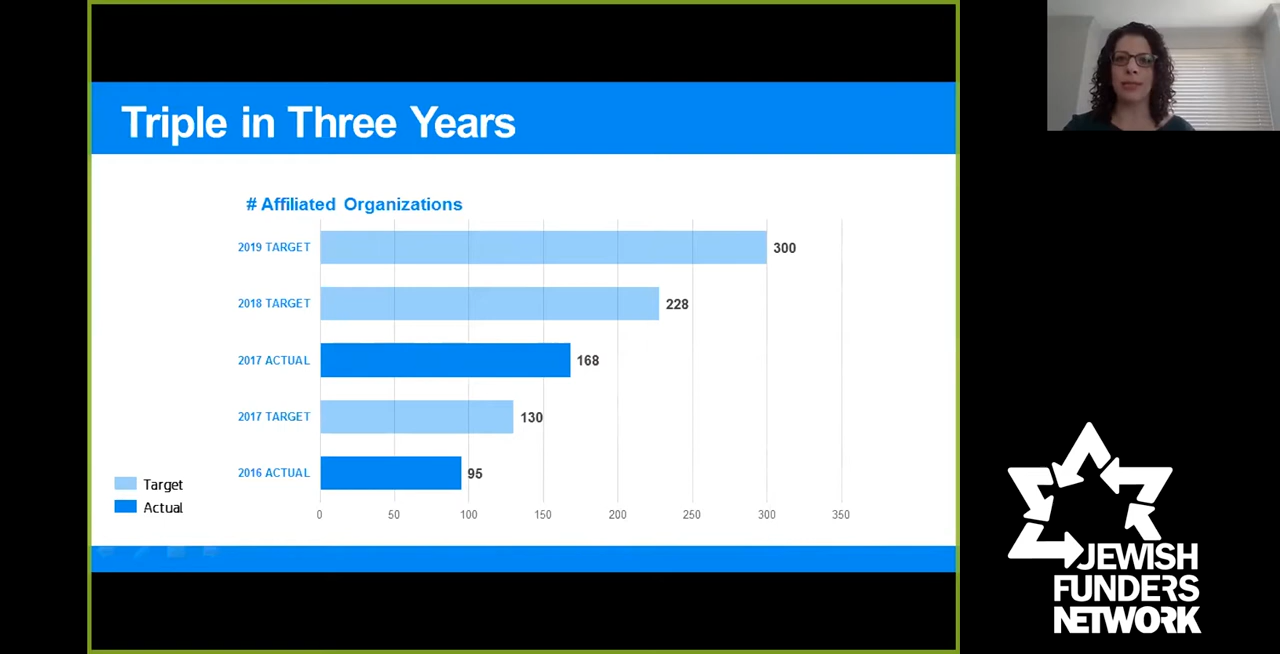 Triple in Three Years
# Affiliated Organizations
2019 TARGET
300
2018 TARGET
228
2017 ACTUAL
168
2017 TARGET
130
2016 ACTUAL
95
Target
Actual
0 50 100 150 200 250 300 350
JEWISH
FUNDERS
NETWORK